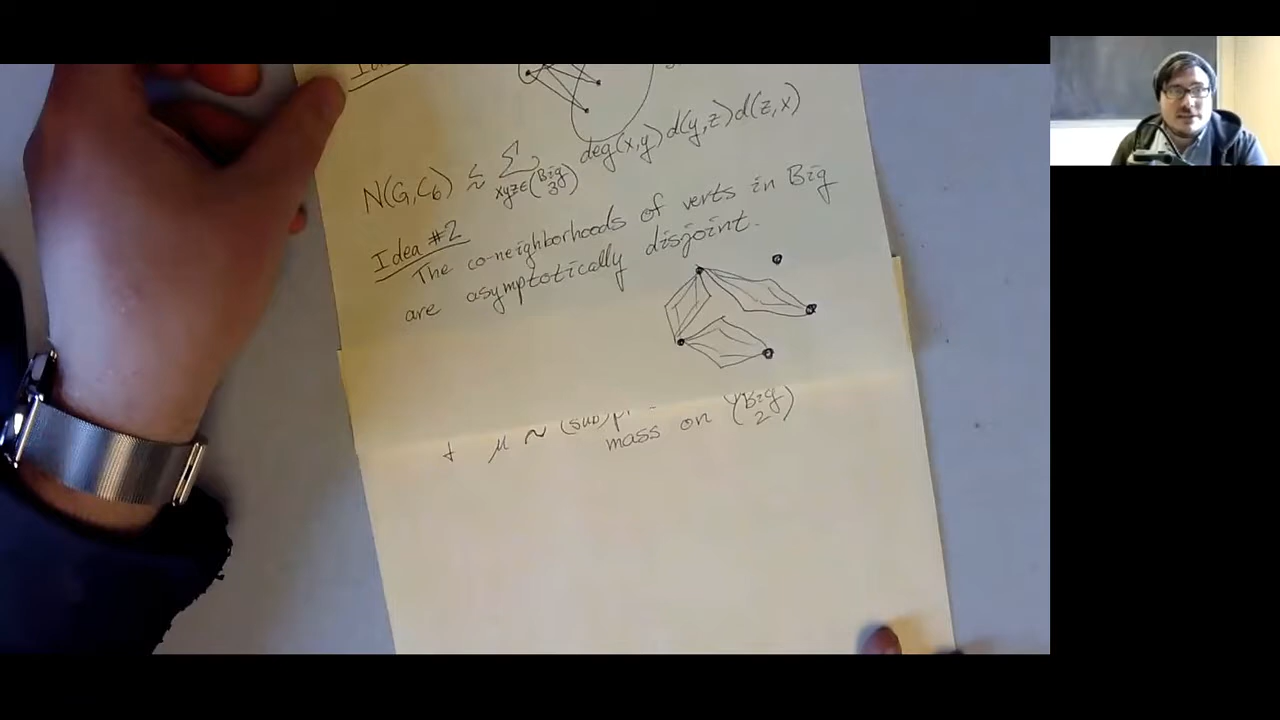 N(G,C₆) ≲ ∑ xyz∈(Big 3) deg(x,y) d(y,z) d(z,x)
Idea #2
The co-neighborhoods of verts in Big
are asymptotically disjoint.
μ ~ (sub)
mass on (Big 2)